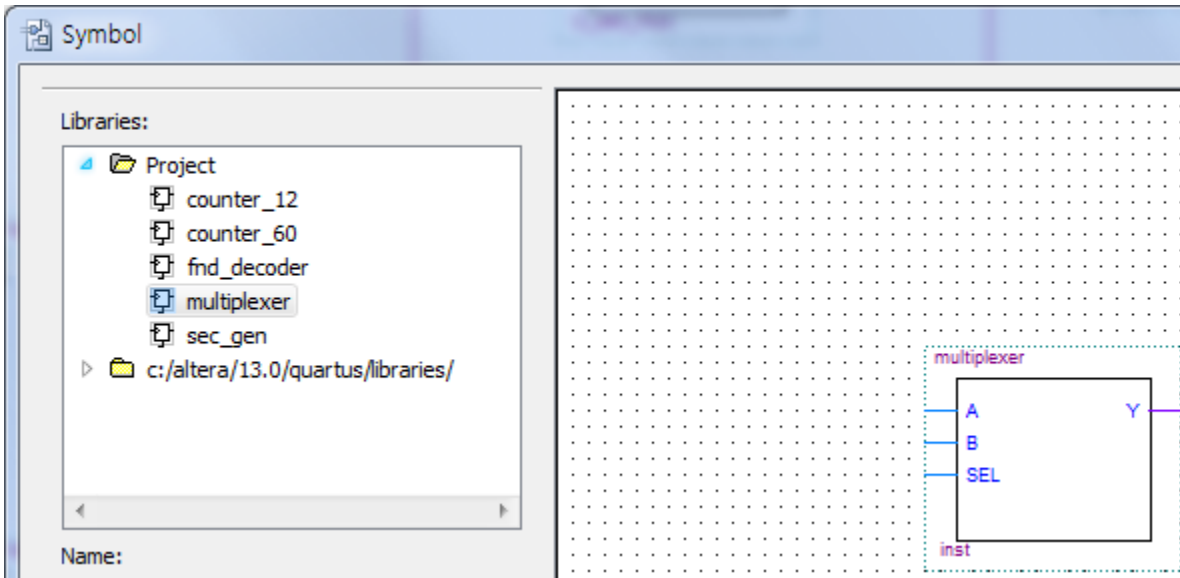 Symbol
Libraries:
Project
counter_12
counter_60
fnd_decoder
multiplexer
sec_gen
c:/altera/13.0/quartus/libraries/
Name:
multiplexer
A Y
B
SEL
inst